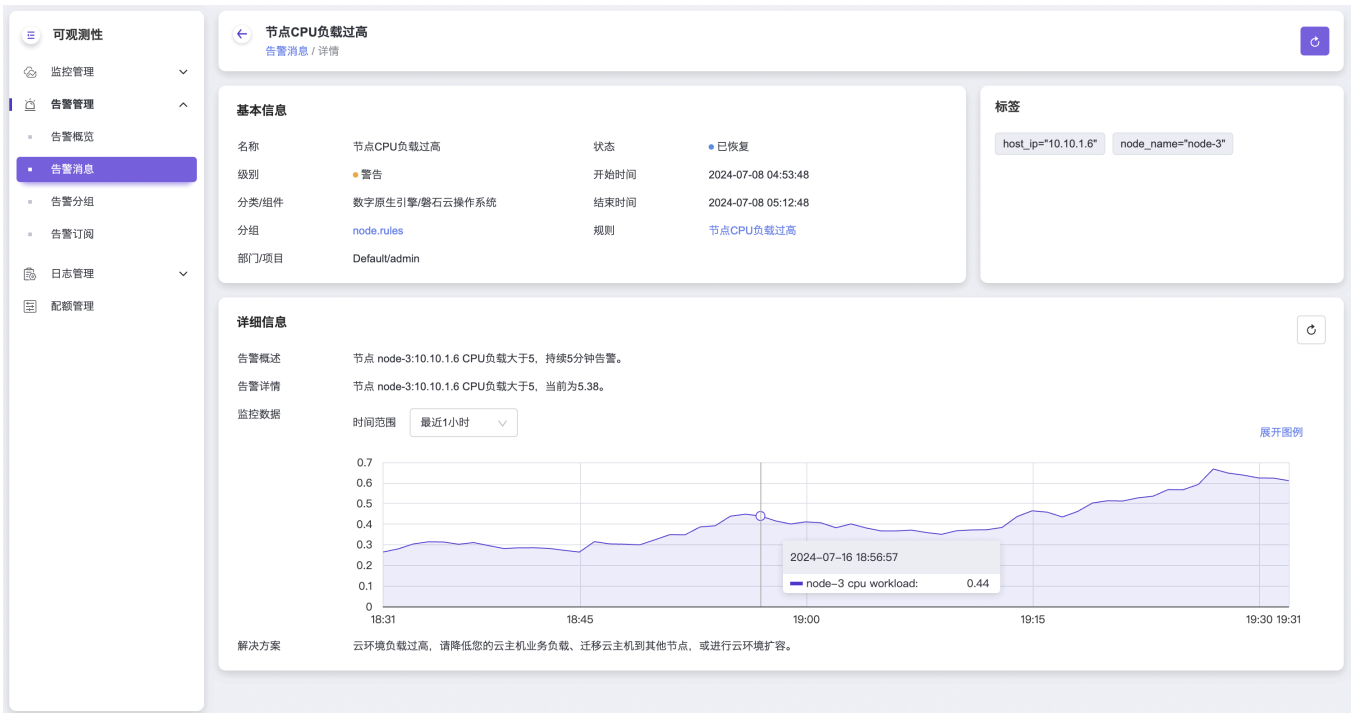 可观测性
监控管理
告警管理
告警概览
告警消息
告警分组
告警订阅
日志管理
配额管理
节点CPU负载过高
告警消息 / 详情
基本信息
名称 节点CPU负载过高 状态 已恢复
级别 警告 开始时间 2024-07-08 04:53:48
分类/组件 数字原生引擎/磐石云操作系统 结束时间 2024-07-08 05:12:48
分组 node.rules 规则 节点CPU负载过高
部门/项目 Default/admin
标签
host_ip="10.10.1.6" node_name="node-3"
详细信息
告警概述 节点 node-3:10.10.1.6 CPU负载大于5，持续5分钟告警。
告警详情 节点 node-3:10.10.1.6 CPU负载大于5，当前为5.38。
监控数据 时间范围 最近1小时
展开图例
0.7
0.6
0.5
0.4
0.3
0.2
0.1
0
2024-07-16 18:56:57
node-3 cpu workload: 0.44
18:31 18:45 19:00 19:15 19:30 19:31
解决方案 云环境负载过高，请降低您的云主机业务负载、迁移云主机到其他节点，或进行云环境扩容。